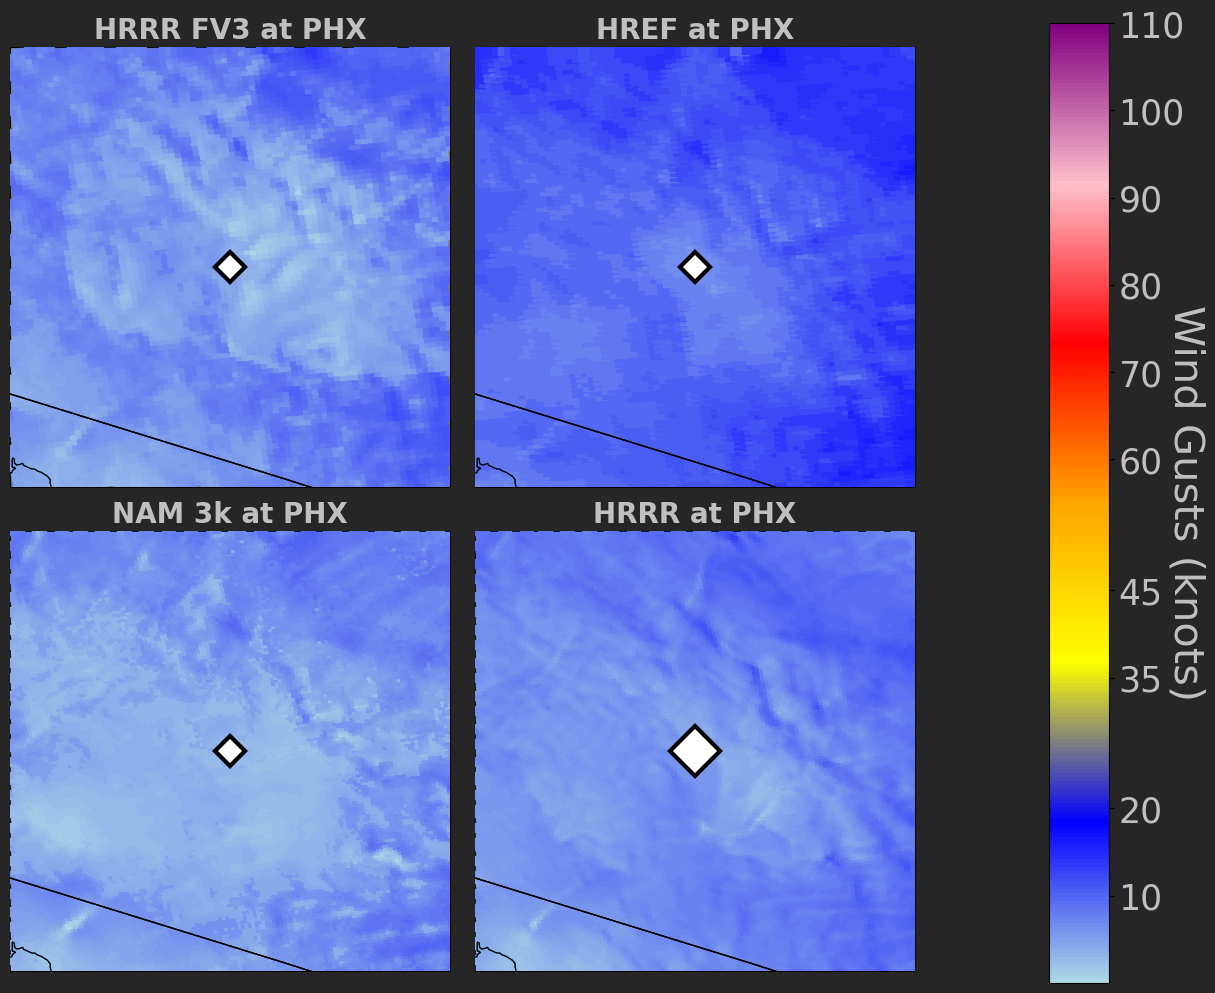 HRRR FV3 at PHX
HREF at PHX
NAM 3k at PHX
HRRR at PHX
110
100
90
80
70
60
45
35
20
10
Wind Gusts (knots)